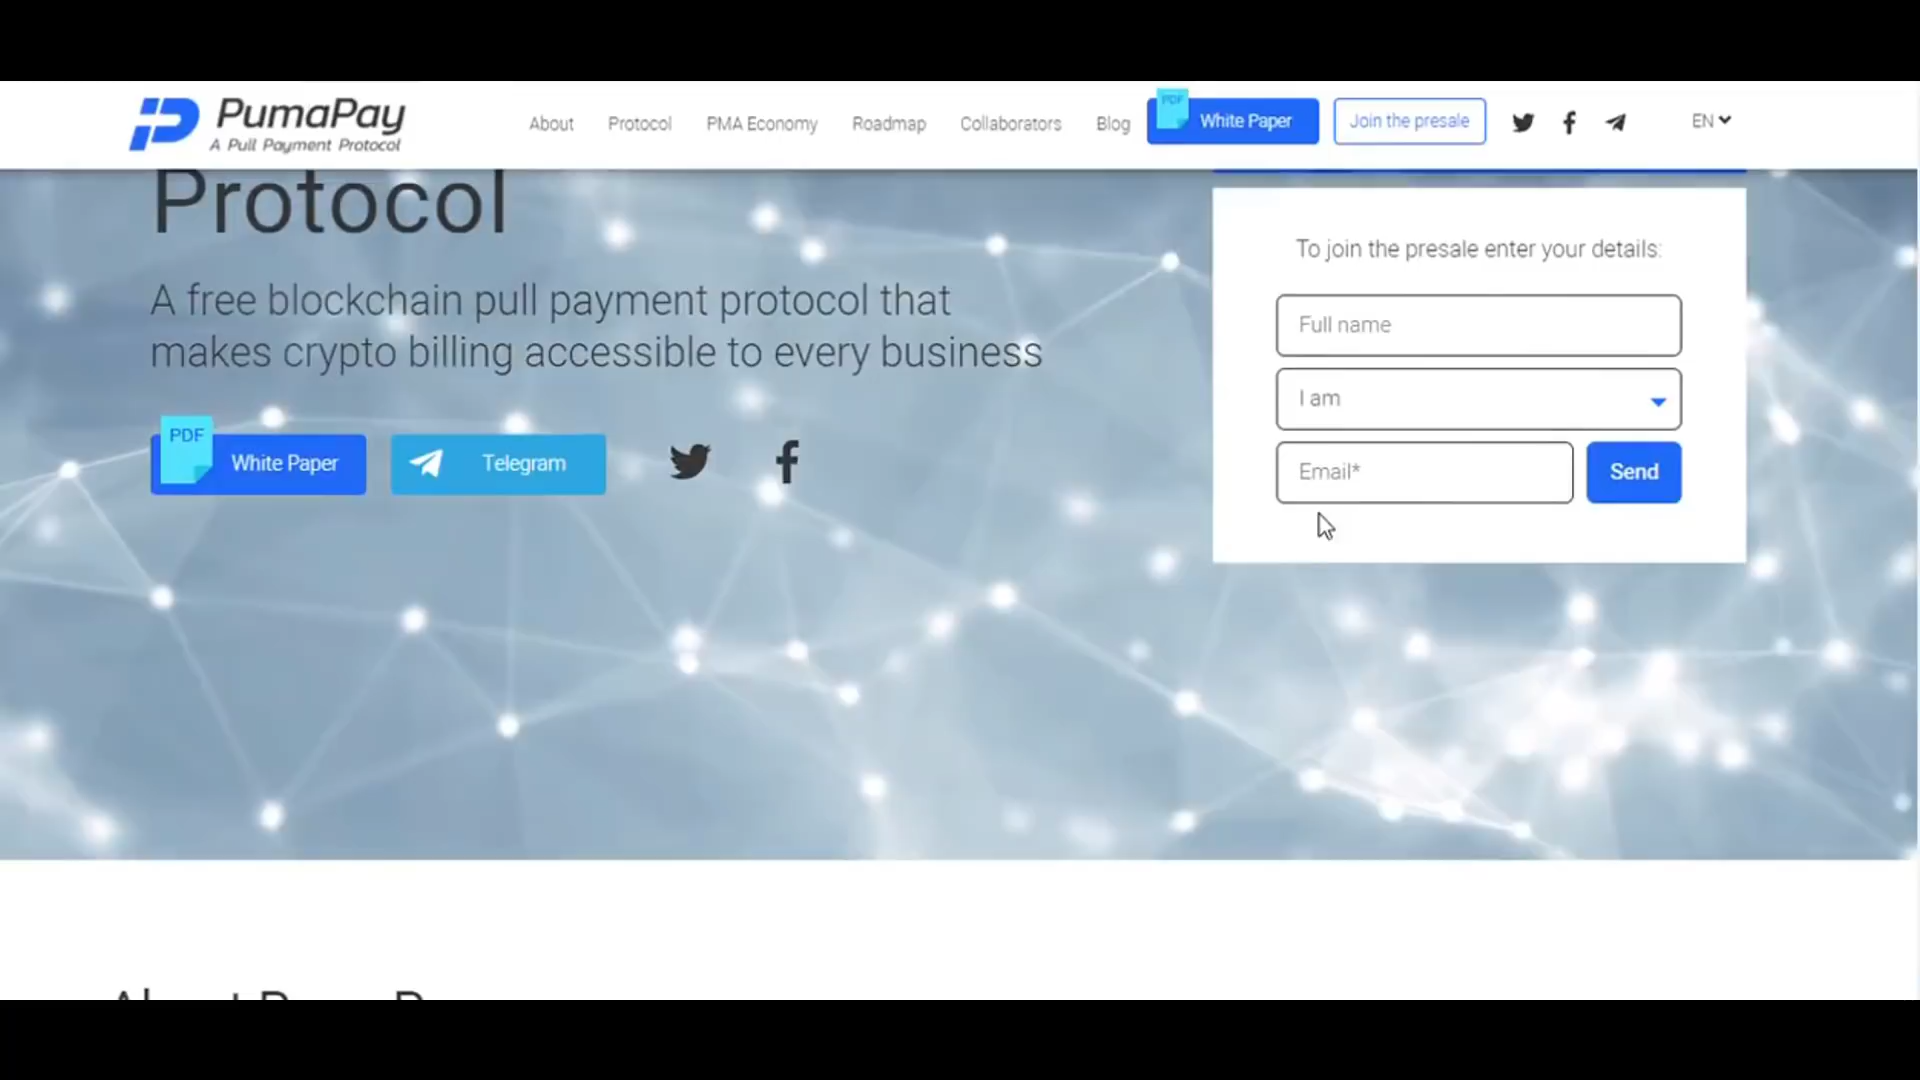 PumaPay
A Pull Payment Protocol
About
Protocol
PMA Economy
Roadmap
Collaborators
Blog
PDF
White Paper
Join the presale
EN
Protocol
A free blockchain pull payment protocol that
makes crypto billing accessible to every business
PDF
White Paper
Telegram
To join the presale enter your details:
Full name
I am
Email*
Send